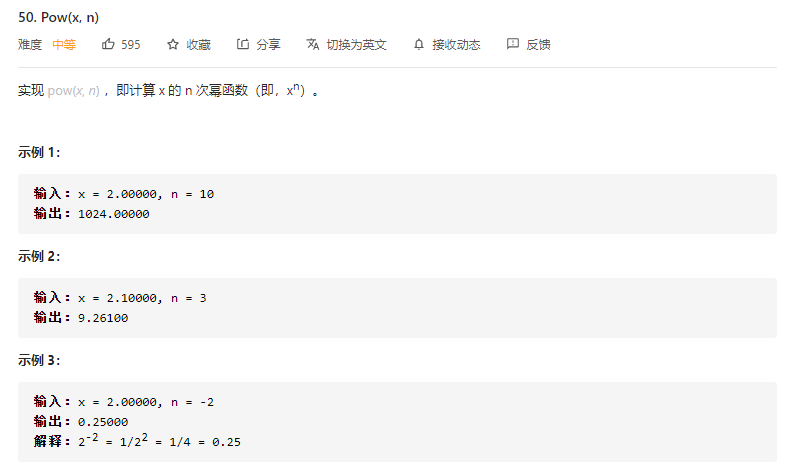 50. Pow(x, n)
难度 中等 595 收藏 分享 切换为英文 接收动态 反馈
实现 pow(x, n) ，即计算 x 的 n 次幂函数（即，xⁿ）。
示例 1：
输入：x = 2.00000, n = 10
输出：1024.00000
示例 2：
输入：x = 2.10000, n = 3
输出：9.26100
示例 3：
输入：x = 2.00000, n = -2
输出：0.25000
解释：2⁻² = 1/2² = 1/4 = 0.25